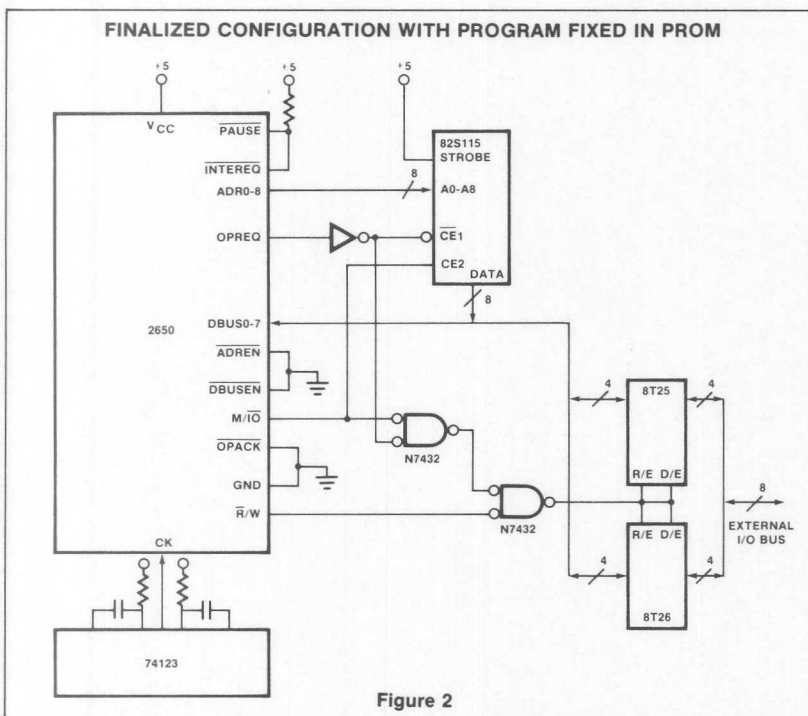 FINALIZED CONFIGURATION WITH PROGRAM FIXED IN PROM
+5
+5
+5
VCC
PAUSE
INTEREQ
ADR0-8
OPREQ
2650
DBUS0-7
ADREN
DBUSEN
M/IO
OPACK
GND
R/W
CK
74123
82S115
STROBE
8
A0-A8
CE1
CE2
DATA
8
N7432
N7432
4
8T25
4
R/E D/E
8
EXTERNAL
I/O BUS
R/E D/E
4
4
8T26
Figure 2